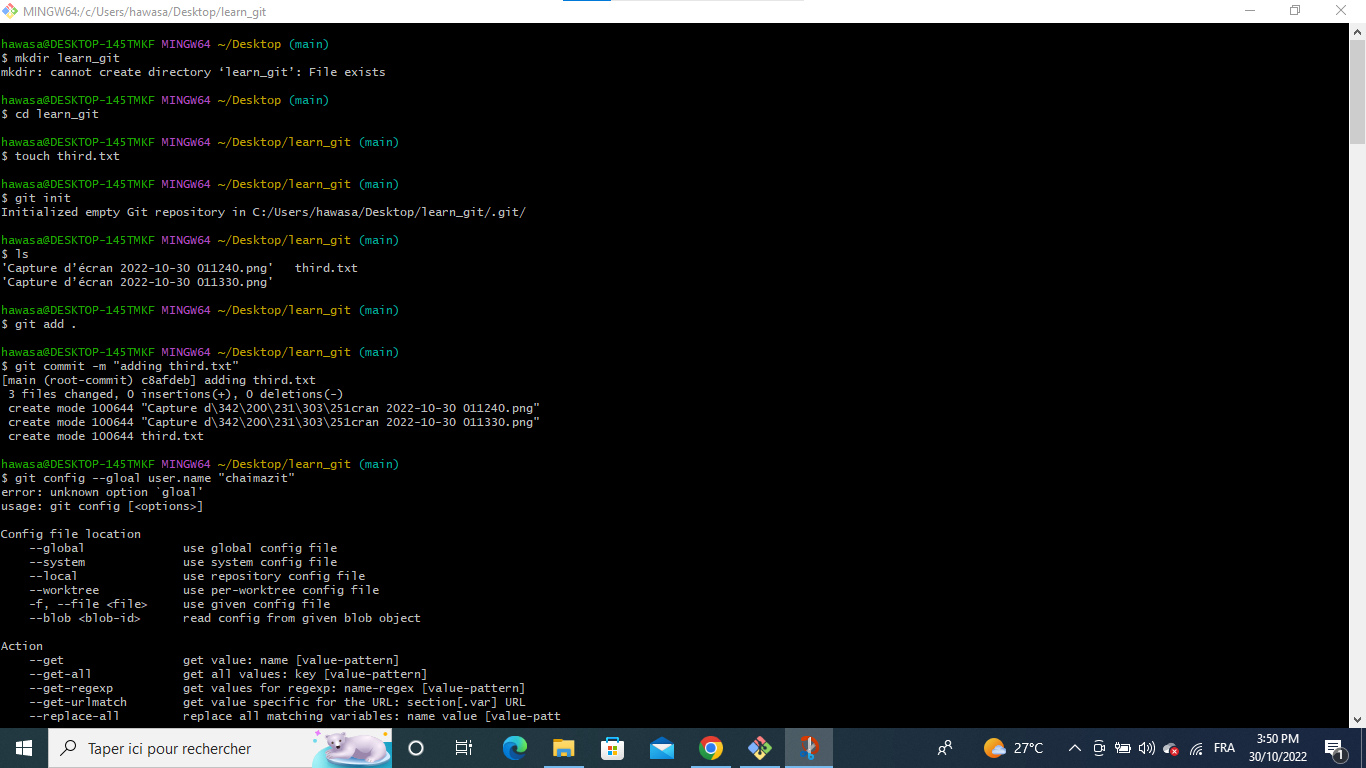 MINGW64:/c/Users/hawasa/Desktop/learn_git
hawasa@DESKTOP-145TMKF MINGW64 ~/Desktop (main)
$ mkdir learn_git
mkdir: cannot create directory ‘learn_git’: File exists
hawasa@DESKTOP-145TMKF MINGW64 ~/Desktop (main)
$ cd learn_git
hawasa@DESKTOP-145TMKF MINGW64 ~/Desktop/learn_git (main)
$ touch third.txt
hawasa@DESKTOP-145TMKF MINGW64 ~/Desktop/learn_git (main)
$ git init
Initialized empty Git repository in C:/Users/hawasa/Desktop/learn_git/.git/
hawasa@DESKTOP-145TMKF MINGW64 ~/Desktop/learn_git (main)
$ ls
'Capture d’écran 2022-10-30 011240.png'   third.txt
'Capture d’écran 2022-10-30 011330.png'
hawasa@DESKTOP-145TMKF MINGW64 ~/Desktop/learn_git (main)
$ git add .
hawasa@DESKTOP-145TMKF MINGW64 ~/Desktop/learn_git (main)
$ git commit -m "adding third.txt"
[main (root-commit) c8afdeb] adding third.txt
 3 files changed, 0 insertions(+), 0 deletions(-)
 create mode 100644 "Capture d\342\200\231\303\251cran 2022-10-30 011240.png"
 create mode 100644 "Capture d\342\200\231\303\251cran 2022-10-30 011330.png"
 create mode 100644 third.txt
hawasa@DESKTOP-145TMKF MINGW64 ~/Desktop/learn_git (main)
$ git config --gloal user.name "chaimazit"
error: unknown option `gloal'
usage: git config [<options>]
Config file location
    --global              use global config file
    --system              use system config file
    --local               use repository config file
    --worktree            use per-worktree config file
    -f, --file <file>     use given config file
    --blob <blob-id>      read config from given blob object
Action
    --get                 get value: name [value-pattern]
    --get-all             get all values: key [value-pattern]
    --get-regexp          get values for regexp: name-regex [value-pattern]
    --get-urlmatch        get value specific for the URL: section[.var] URL
    --replace-all         replace all matching variables: name value [value-patt
Taper ici pour rechercher
27°C
FRA
3:50 PM
30/10/2022
1